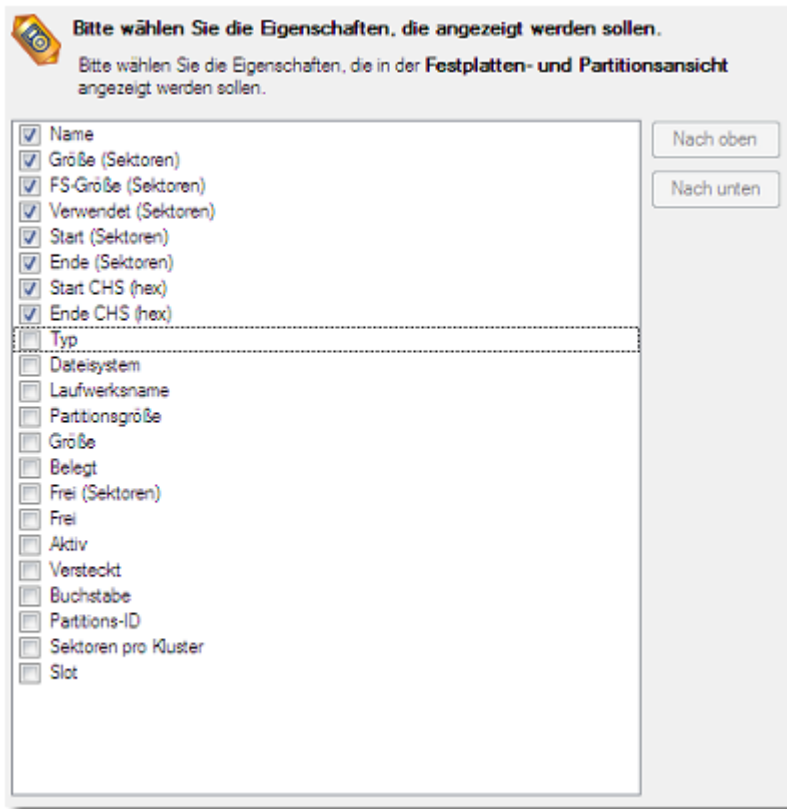 Bitte wählen Sie die Eigenschaften, die angezeigt werden sollen.
Bitte wählen Sie die Eigenschaften, die in der Festplatten- und Partitionsansicht
angezeigt werden sollen.
Name
Größe (Sektoren)
FS-Größe (Sektoren)
Verwendet (Sektoren)
Start (Sektoren)
Ende (Sektoren)
Start CHS (hex)
Ende CHS (hex)
Typ
Dateisystem
Laufwerksname
Partitionsgröße
Größe
Belegt
Frei (Sektoren)
Frei
Aktiv
Versteckt
Buchstabe
Partitions-ID
Sektoren pro Kluster
Slot
Nach oben
Nach unten